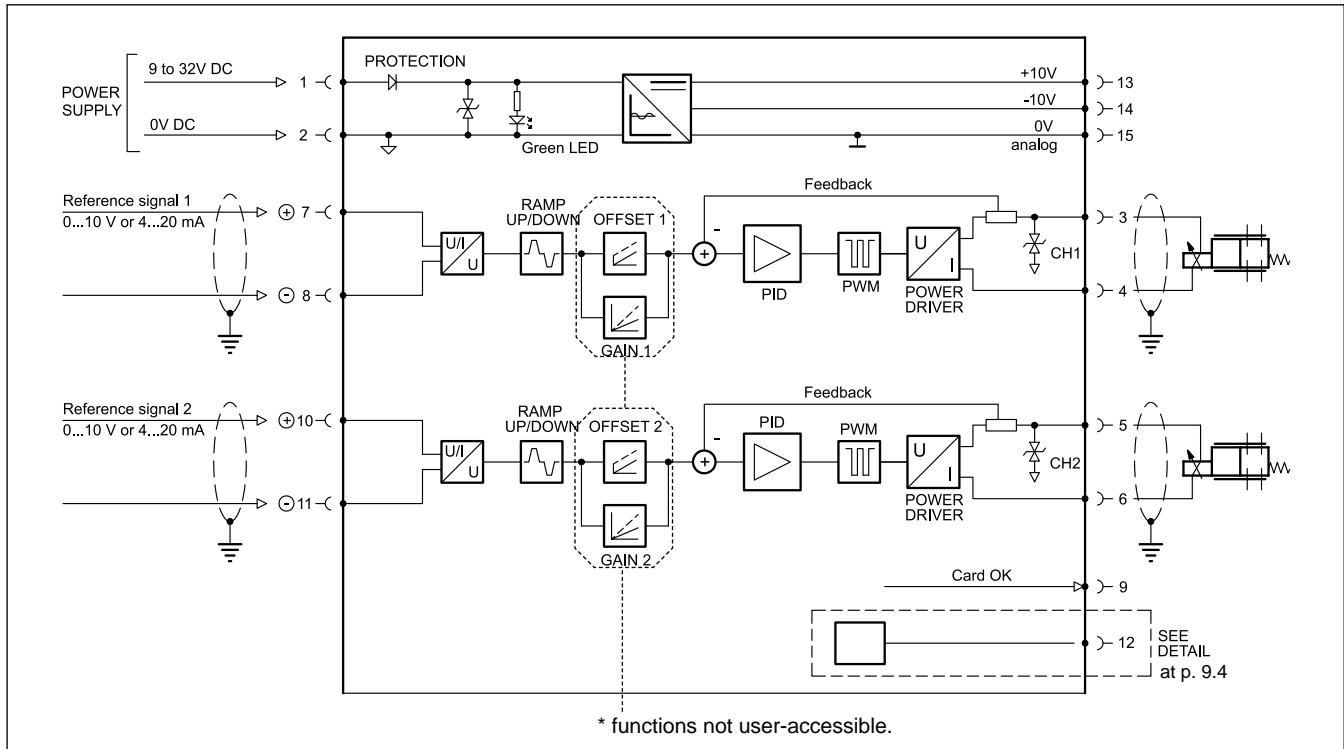 POWER
SUPPLY
9 to 32V DC
1
0V DC
2
PROTECTION
Green LED
+10V
13
-10V
14
0V
analog
15
Reference signal 1
0...10 V or 4...20 mA
+ 7
- 8
U/I
U
RAMP
UP/DOWN
OFFSET 1
GAIN 1
Feedback
-
+
PID
PWM
U
I
POWER
DRIVER
CH1
3
4
Reference signal 2
0...10 V or 4...20 mA
+ 10
- 11
U/I
U
RAMP
UP/DOWN
OFFSET 2
GAIN 2
Feedback
-
+
PID
PWM
U
I
POWER
DRIVER
CH2
5
6
Card OK
9
12
SEE
DETAIL
at p. 9.4
* functions not user-accessible.